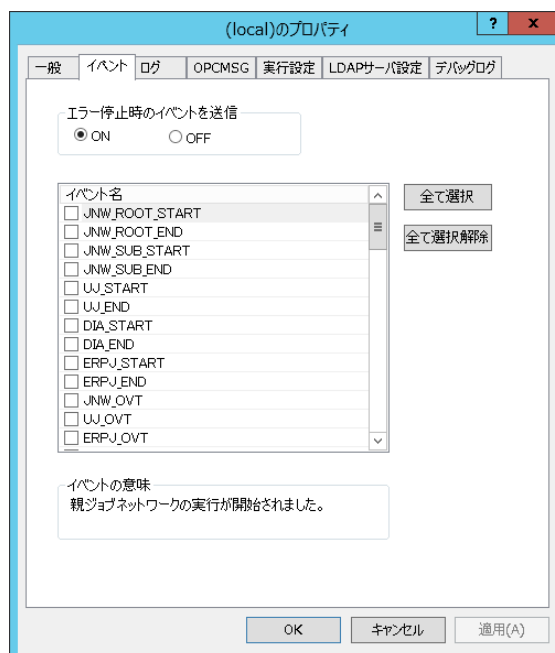 (local)のプロパティ
? x
一般 イベント ログ OPCMSG 実行設定 LDAPサーバ設定 デバッグログ
エラー停止時のイベントを送信
ON OFF
イベント名
全て選択
JNW_ROOT_START
JNW_ROOT_END
全て選択解除
JNW_SUB_START
JNW_SUB_END
UJ_START
UJ_END
DIA_START
DIA_END
ERPJ_START
ERPJ_END
JNW_OVT
UJ_OVT
ERPJ_OVT
イベントの意味
親ジョブネットワークの実行が開始されました。
OK キャンセル 適用(A)